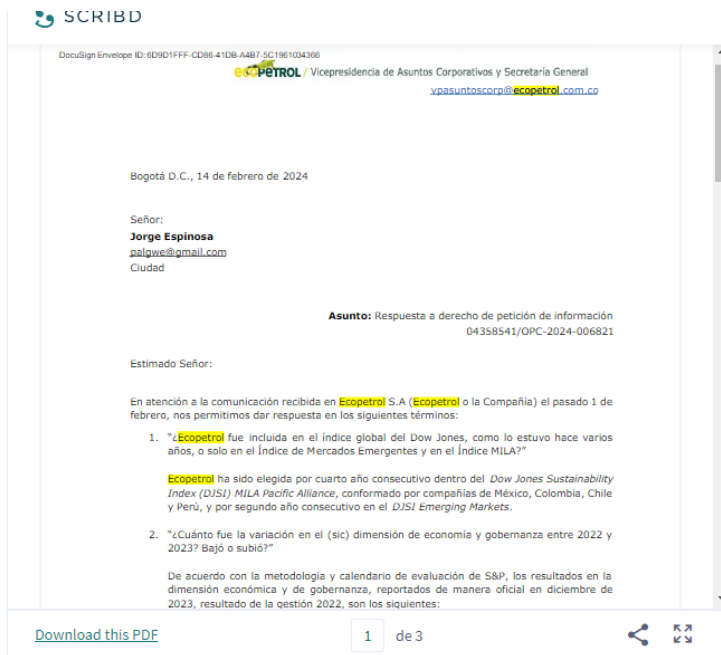 SCRIBD
DocuSign Envelope ID: 6D9D1FFF-CD86-41DB-A4B7-5C1961034366
ecoPETROL / Vicepresidencia de Asuntos Corporativos y Secretaría General
vpasuntoscorp@ecopetrol.com.co
Bogotá D.C., 14 de febrero de 2024
Señor:
Jorge Espinosa
palgwe@gmail.com
Ciudad
Asunto: Respuesta a derecho de petición de información
04358541/OPC-2024-006821
Estimado Señor:
En atención a la comunicación recibida en Ecopetrol S.A (Ecopetrol o la Compañía) el pasado 1 de
febrero, nos permitimos dar respuesta en los siguientes términos:
1. "¿Ecopetrol fue incluida en el índice global del Dow Jones, como lo estuvo hace varios
años, o solo en el Índice de Mercados Emergentes y en el Índice MILA?"
Ecopetrol ha sido elegida por cuarto año consecutivo dentro del Dow Jones Sustainability
Index (DJSI) MILA Pacific Alliance, conformado por compañías de México, Colombia, Chile
y Perú, y por segundo año consecutivo en el DJSI Emerging Markets.
2. "¿Cuánto fue la variación en el (sic) dimensión de economía y gobernanza entre 2022 y
2023? Bajó o subió?"
De acuerdo con la metodología y calendario de evaluación de S&P, los resultados en la
dimensión económica y de gobernanza, reportados de manera oficial en diciembre de
2023, resultado de la gestión 2022, son los siguientes:
Download this PDF
1 de 3